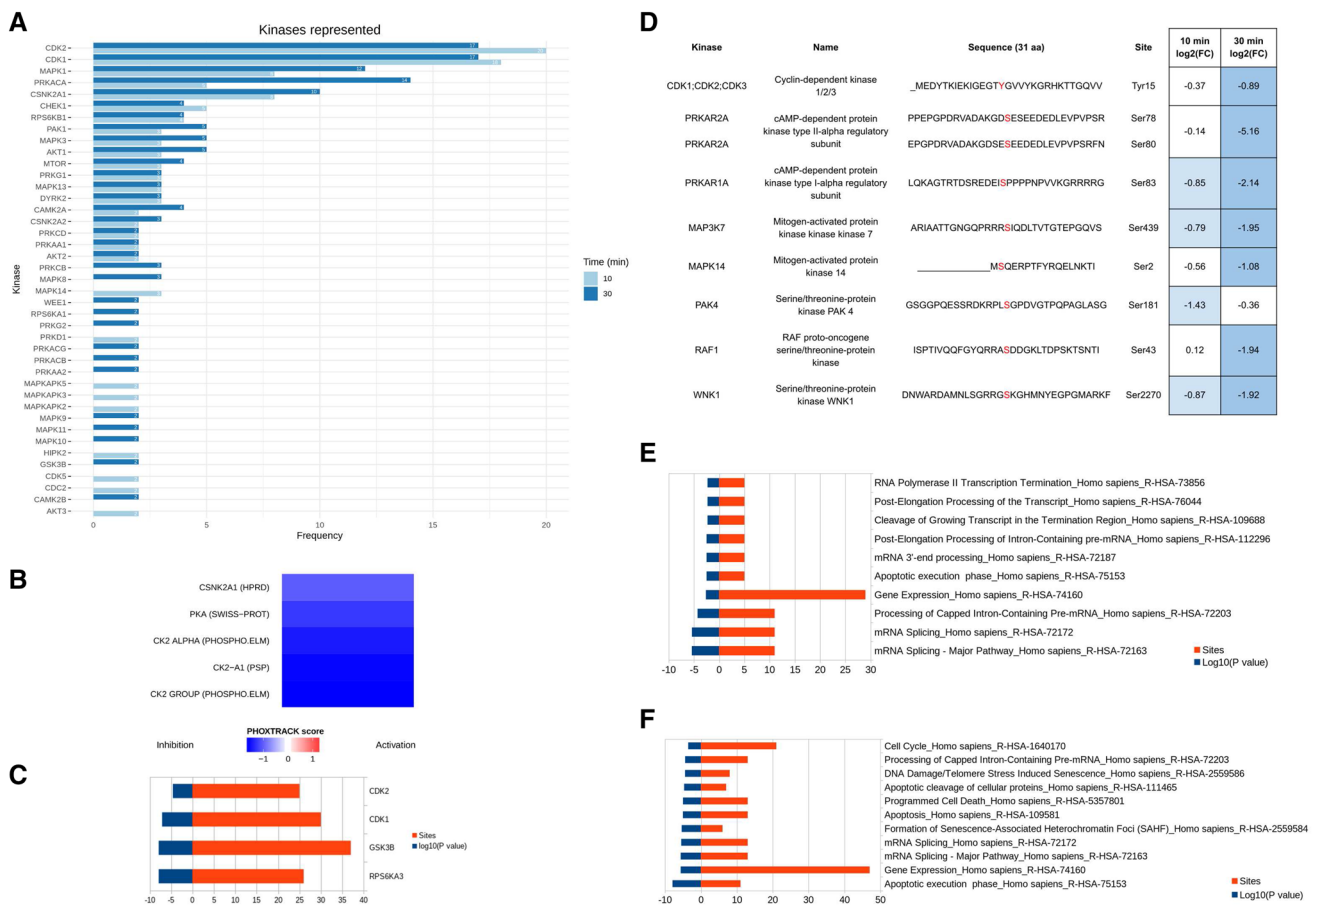 A
Kinases represented
Kinase
CDK2
CDK1
MAPK1
PRKACA
CSNK2A1
CHEK1
RPS6KB1
PAK1
MAPK3
AKT1
MTOR
PRKG1
MAPK13
DYRK2
CAMK2A
CSNK2A2
PRKCD
PRKAA1
AKT2
PRKCB
MAPK8
MAPK14
WEE1
RPS6KA1
PRKG2
PRKD1
PRKACG
PRKACB
PRKAA2
MAPKAPK5
MAPKAPK3
MAPKAPK2
MAPK9
MAPK11
MAPK10
HIPK2
GSK3B
CDK5
CDC2
CAMK2B
AKT3
0 5 10 15 20
Frequency
Time (min)
10
30
B
CSNK2A1 (HPRD)
PKA (SWISS−PROT)
CK2 ALPHA (PHOSPHO.ELM)
CK2−A1 (PSP)
CK2 GROUP (PHOSPHO.ELM)
PHOXTRACK score
Inhibition
Activation
−1 0 1
C
CDK2
CDK1
GSK3B
RPS6KA3
Sites
log10(P value)
-10 -5 0 5 10 15 20 25 30 35 40
D
Kinase Name Sequence (31 aa) Site 10 min log2(FC) 30 min log2(FC)
CDK1;CDK2;CDK3 Cyclin-dependent kinase 1/2/3 _MEDYTKIEKIGEGTYGVVYKGRHKTTGQVV Tyr15 -0.37 -0.89
PRKAR2A cAMP-dependent protein kinase type II-alpha regulatory subunit PPEPGPDRVADAKGDSESEEDEDLEVPVPSR Ser78 -0.14 -5.16
PRKAR2A EPGPDRVADAKGDSESEEDEDLEVPVPSRFN Ser80
PRKAR1A cAMP-dependent protein kinase type I-alpha regulatory subunit LQKAGTRTDSREDEISPPPPNPVVKGRRRRG Ser83 -0.85 -2.14
MAP3K7 Mitogen-activated protein kinase kinase kinase 7 ARIAATTGNGQPRRRSIQDLTVTGTEPGQVS Ser439 -0.79 -1.95
MAPK14 Mitogen-activated protein kinase 14 ______________MSQERPTFYRQELNKTI Ser2 -0.56 -1.08
PAK4 Serine/threonine-protein kinase PAK 4 GSGGPQESSRDKRPLSGPDVGTPQPAGLASG Ser181 -1.43 -0.36
RAF1 RAF proto-oncogene serine/threonine-protein kinase ISPTIVQQFGYQRRASDDGKLTDPSKTSNTI Ser43 0.12 -1.94
WNK1 Serine/threonine-protein kinase WNK1 DNWARDAMNLSGRRGSKGHMNYEGPGMARKF Ser2270 -0.87 -1.92
E
RNA Polymerase II Transcription Termination_Homo sapiens_R-HSA-73856
Post-Elongation Processing of the Transcript_Homo sapiens_R-HSA-76044
Cleavage of Growing Transcript in the Termination Region_Homo sapiens_R-HSA-109688
Post-Elongation Processing of Intron-Containing pre-mRNA_Homo sapiens_R-HSA-112296
mRNA 3'-end processing_Homo sapiens_R-HSA-72187
Apoptotic execution phase_Homo sapiens_R-HSA-75153
Gene Expression_Homo sapiens_R-HSA-74160
Processing of Capped Intron-Containing Pre-mRNA_Homo sapiens_R-HSA-72203
mRNA Splicing_Homo sapiens_R-HSA-72172
mRNA Splicing - Major Pathway_Homo sapiens_R-HSA-72163
Sites
Log10(P value)
-10 -5 0 5 10 15 20 25 30
F
Cell Cycle_Homo sapiens_R-HSA-1640170
Processing of Capped Intron-Containing Pre-mRNA_Homo sapiens_R-HSA-72203
DNA Damage/Telomere Stress Induced Senescence_Homo sapiens_R-HSA-2559586
Apoptotic cleavage of cellular proteins_Homo sapiens_R-HSA-111465
Programmed Cell Death_Homo sapiens_R-HSA-5357801
Apoptosis_Homo sapiens_R-HSA-109581
Formation of Senescence-Associated Heterochromatin Foci (SAHF)_Homo sapiens_R-HSA-2559584
mRNA Splicing_Homo sapiens_R-HSA-72172
mRNA Splicing - Major Pathway_Homo sapiens_R-HSA-72163
Gene Expression_Homo sapiens_R-HSA-74160
Apoptotic execution phase_Homo sapiens_R-HSA-75153
Sites
Log10(P value)
-10 0 10 20 30 40 50